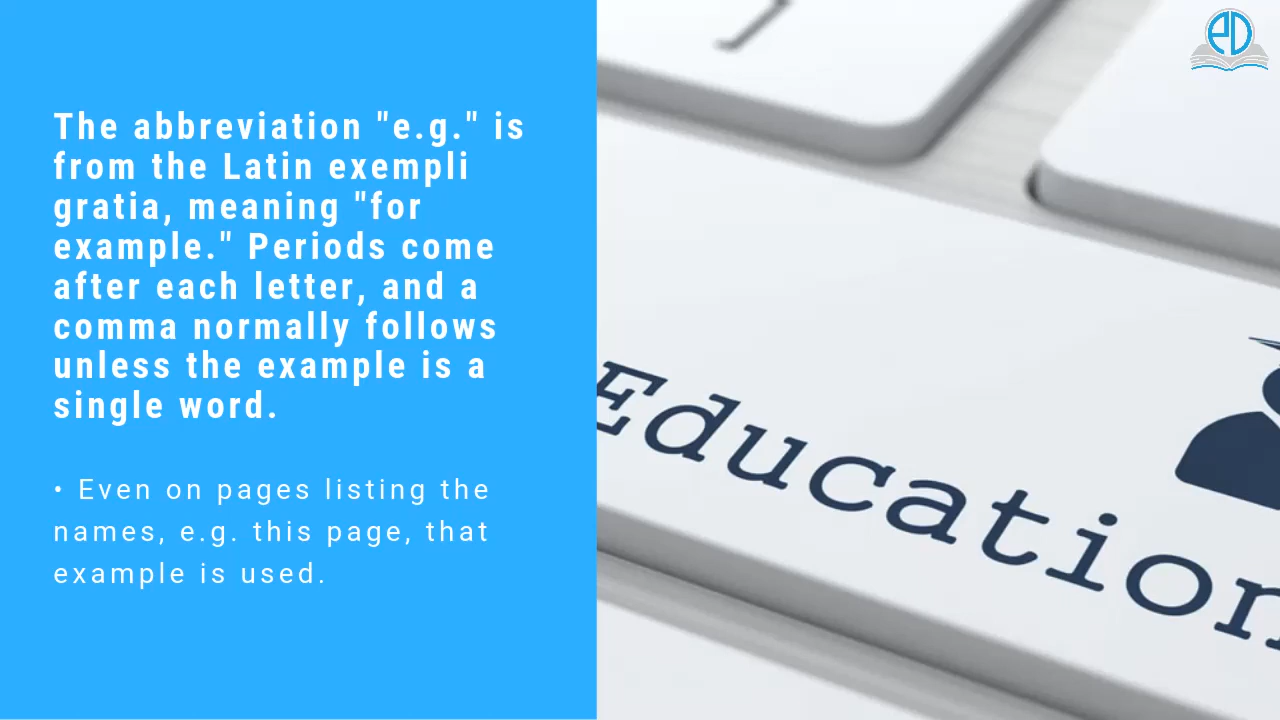 The abbreviation "e.g." is
from the Latin exempli
gratia, meaning "for
example." Periods come
after each letter, and a
comma normally follows
unless the example is a
single word.
• Even on pages listing the
names, e.g. this page, that
example is used.
Education
eD